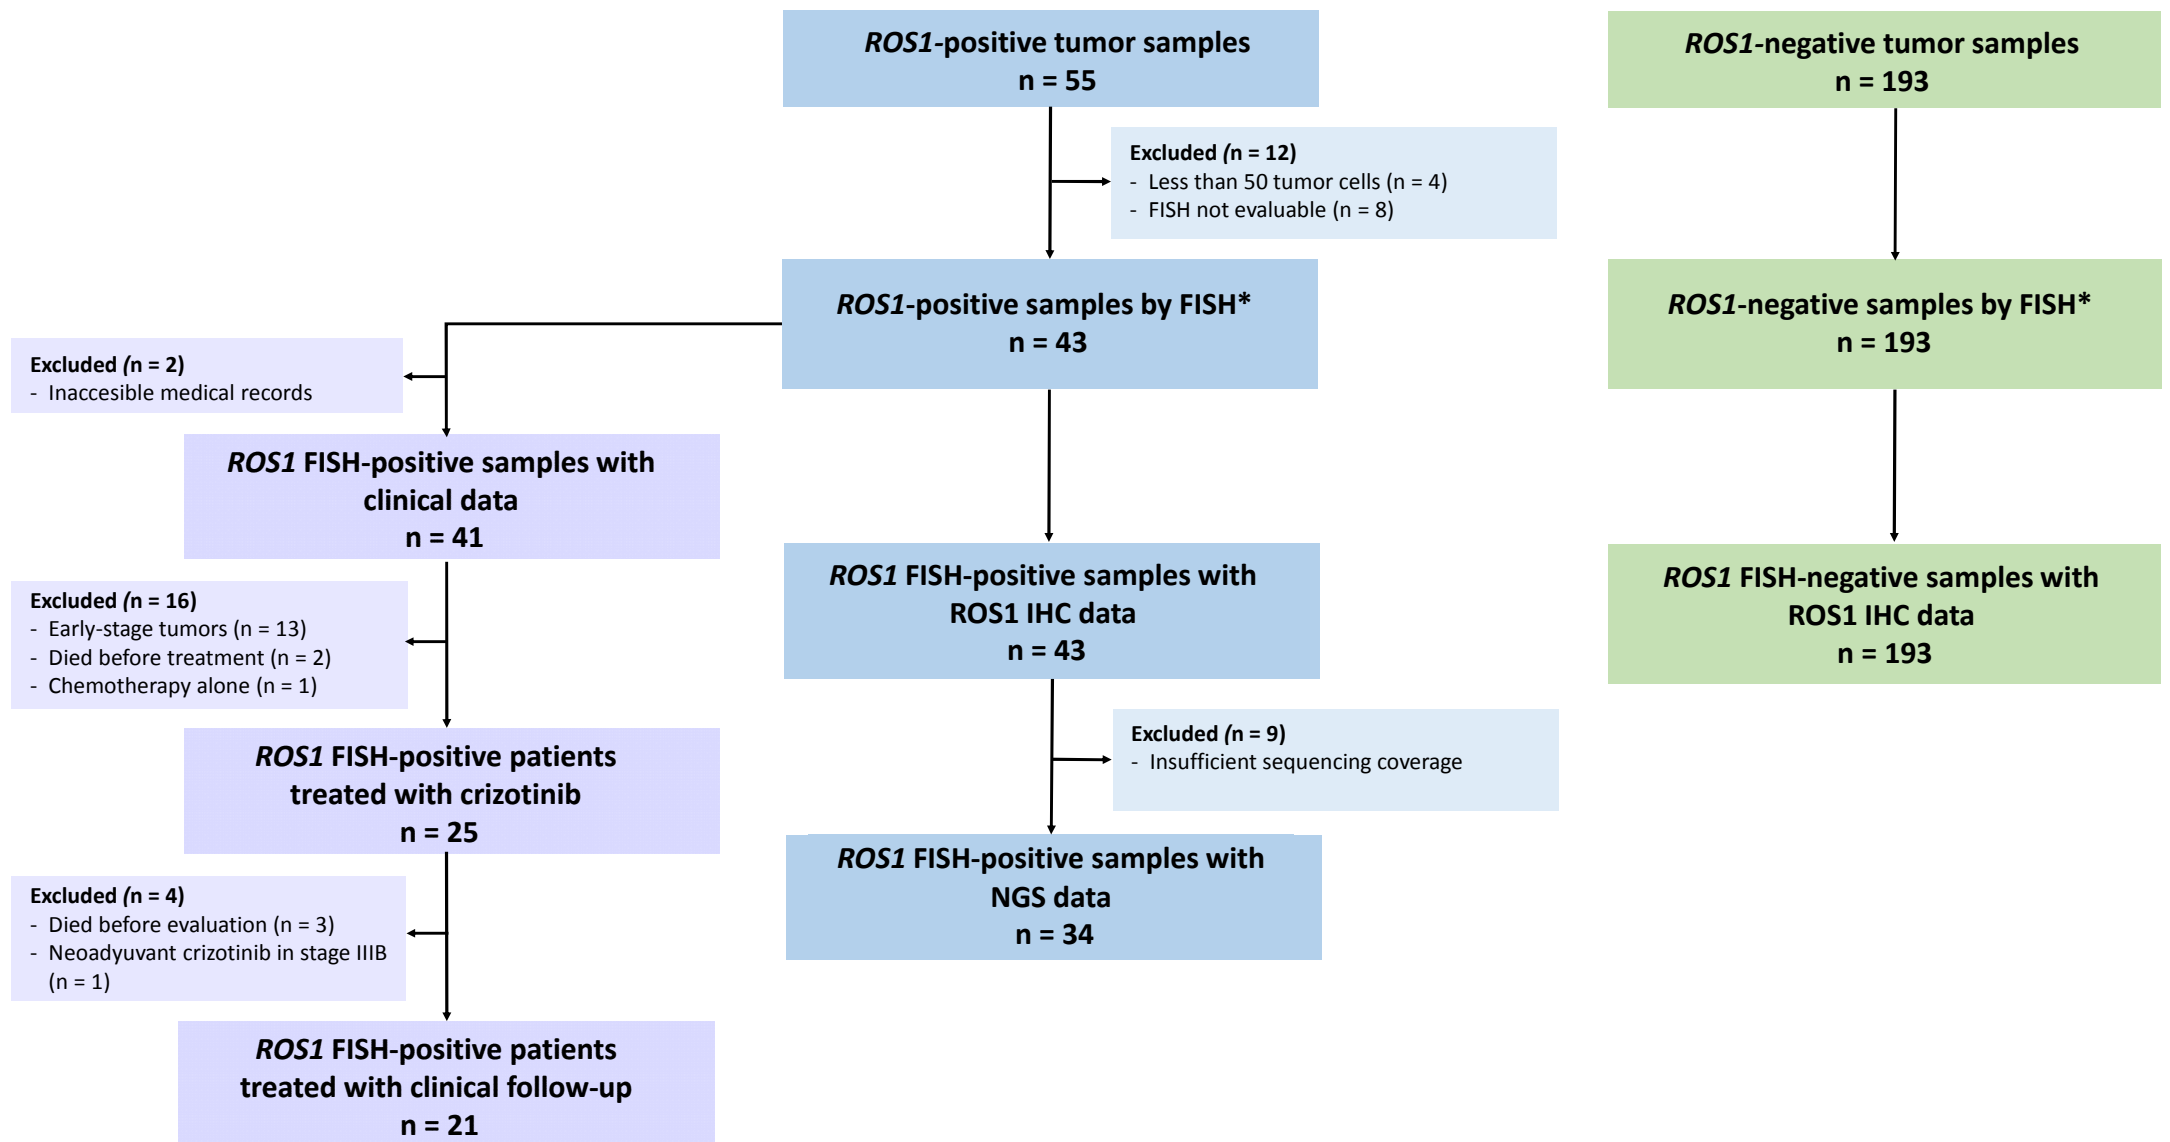 ROS1-positive tumor samples
n = 55
ROS1-negative tumor samples
n = 193
Excluded (n = 12)
- Less than 50 tumor cells (n = 4)
- FISH not evaluable (n = 8)
ROS1-positive samples by FISH*
n = 43
ROS1-negative samples by FISH*
n = 193
Excluded (n = 2)
- Inaccesible medical records
ROS1 FISH-positive samples with
clinical data
n = 41
ROS1 FISH-positive samples with
ROS1 IHC data
n = 43
ROS1 FISH-negative samples with
ROS1 IHC data
n = 193
Excluded (n = 16)
- Early-stage tumors (n = 13)
- Died before treatment (n = 2)
- Chemotherapy alone (n = 1)
ROS1 FISH-positive patients
treated with crizotinib
n = 25
Excluded (n = 9)
- Insufficient sequencing coverage
ROS1 FISH-positive samples with
NGS data
n = 34
Excluded (n = 4)
- Died before evaluation (n = 3)
- Neoadyuvant crizotinib in stage IIIB
(n = 1)
ROS1 FISH-positive patients
treated with clinical follow-up
n = 21